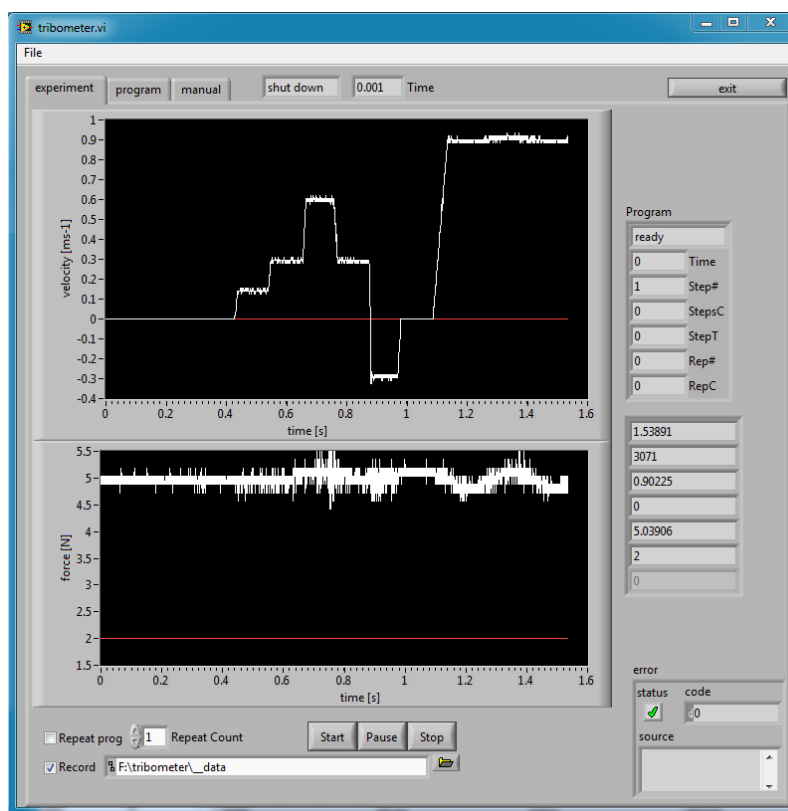 tribometer.vi
File
experiment program manual shut down 0.001 Time exit
velocity [ms-1]
1
0.9
0.8
0.7
0.6
0.5
0.4
0.3
0.2
0.1
0
-0.1
-0.2
-0.3
-0.4
0 0.2 0.4 0.6 0.8 1 1.2 1.4 1.6
time [s]
force [N]
5.5
5
4.5
4
3.5
3
2.5
2
1.5
0 0.2 0.4 0.6 0.8 1 1.2 1.4 1.6
time [s]
Program
ready
0 Time
1 Step#
0 StepsC
0 StepT
0 Rep#
0 RepC
1.53891
3071
0.90225
0
5.03906
2
0
error
status code
0
source
Repeat prog 1 Repeat Count Start Pause Stop
Record F:\tribometer\__data